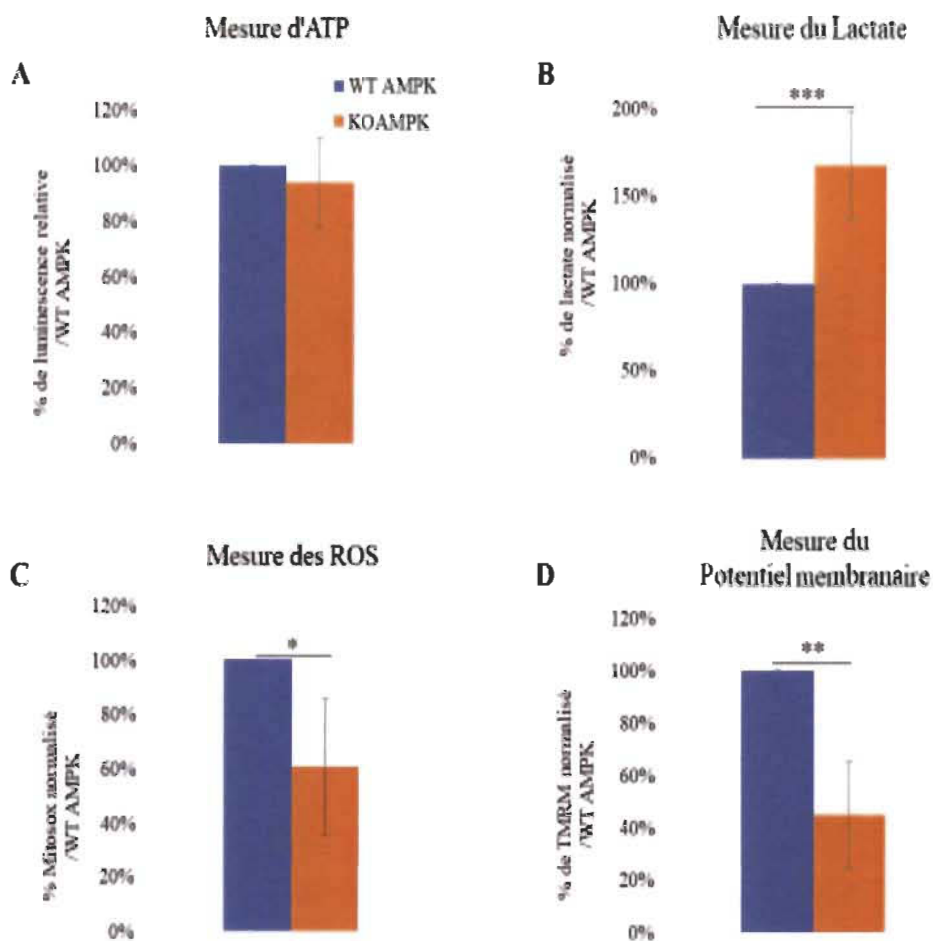 Mesure d'ATP
A
WT AMPK
KOAMPK
120%
100%
80%
60%
40%
20%
0%
% de luminescence relative
/WT AMPK
Mesure du Lactate
B
***
200%
150%
100%
50%
0%
% de lactate normalisé
/WT AMPK
Mesure des ROS
C
*
120%
100%
80%
60%
40%
20%
0%
% Mitosox normalisé
/WT AMPK
Mesure du
Potentiel membranaire
D
**
120%
100%
80%
60%
40%
20%
0%
% de TMRM normalisé
/WT AMPK